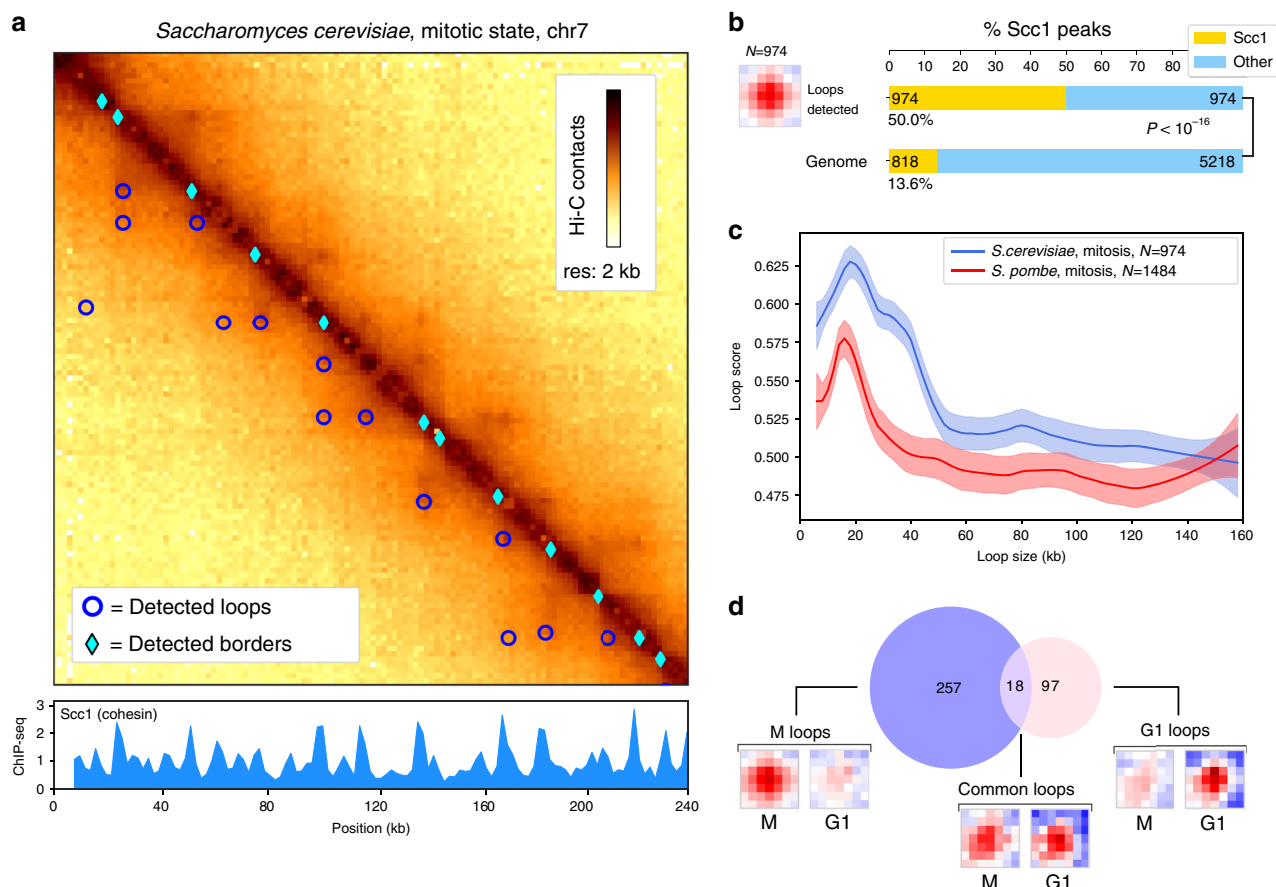 a
Saccharomyces cerevisiae, mitotic state, chr7
Hi-C contacts
res: 2 kb
= Detected loops
= Detected borders
Scc1 (cohesin)
ChIP-seq
3
2
1
0
0 40 80 120 160 200 240
Position (kb)
b
N=974
Loops
detected
% Scc1 peaks
Scc1
Other
0 10 20 30 40 50 60 70 80
974 974
50.0%
P < 10⁻¹⁶
Genome
818 5218
13.6%
c
S.cerevisiae, mitosis, N=974
S. pombe, mitosis, N=1484
Loop score
0.625
0.600
0.575
0.550
0.525
0.500
0.475
0 20 40 60 80 100 120 140 160
Loop size (kb)
d
257 18 97
M loops
M G1
Common loops
M G1
G1 loops
M G1